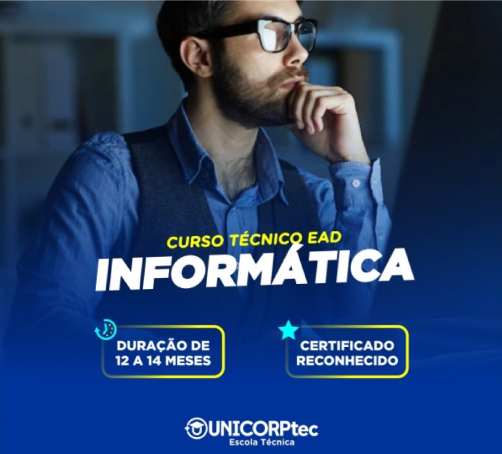 CURSO TÉCNICO EAD
INFORMÁTICA
DURAÇÃO DE
12 A 14 MESES
CERTIFICADO
RECONHECIDO
UNICORPtec
Escola Técnica